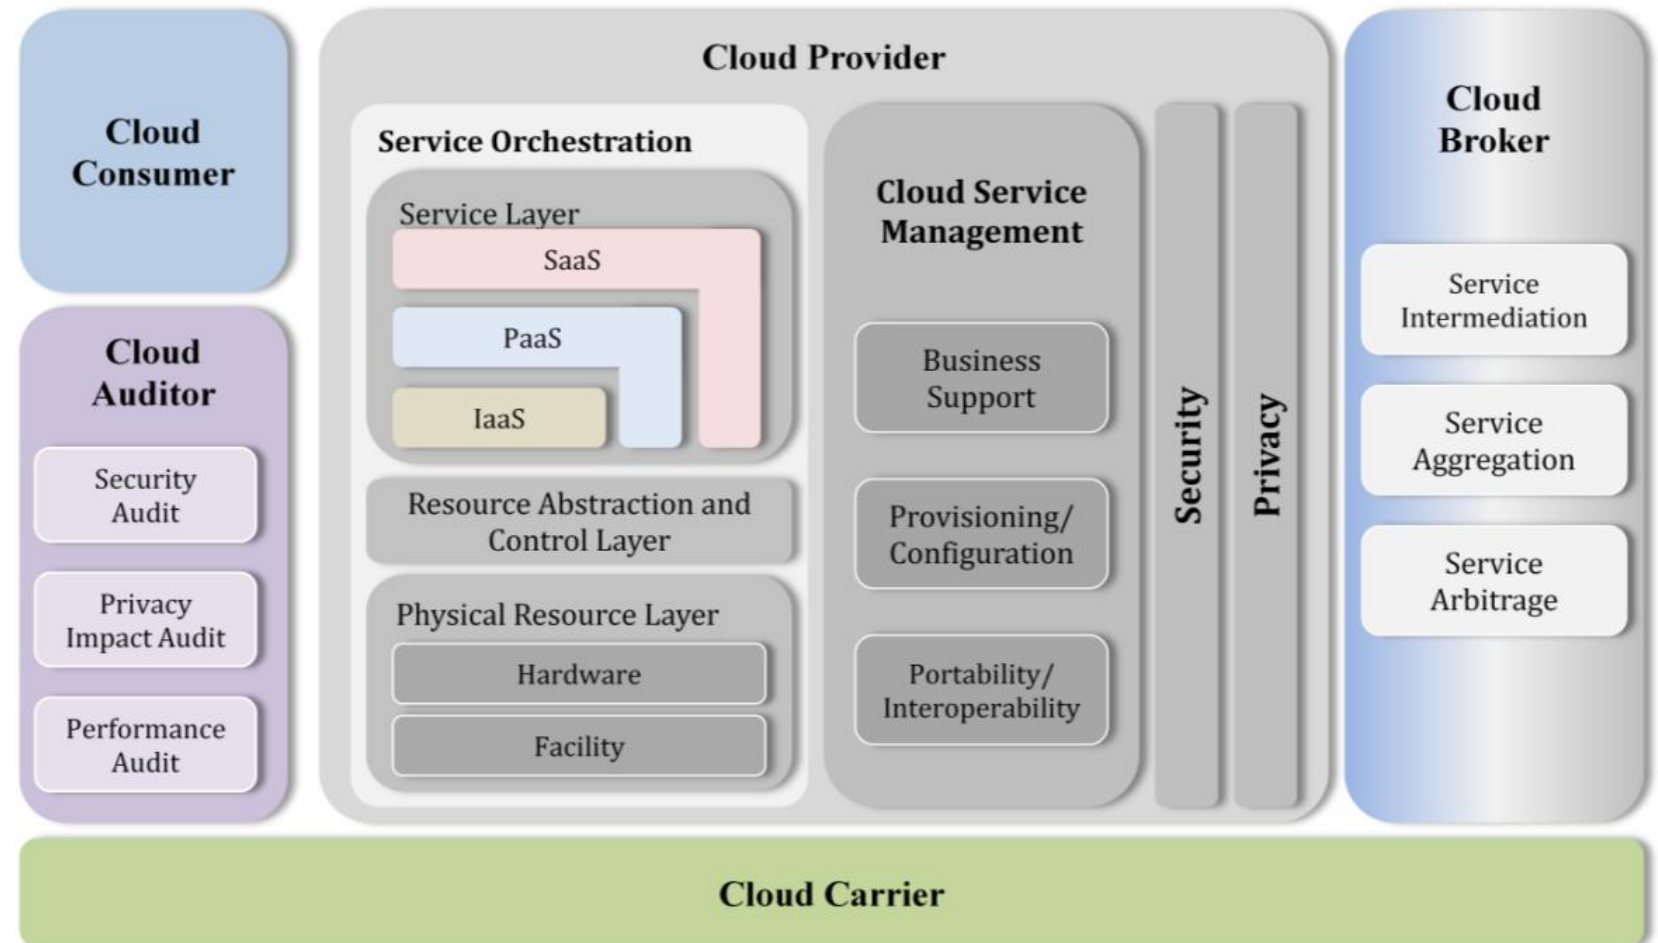 Cloud
Consumer
Cloud
Auditor
Security
Audit
Privacy
Impact Audit
Performance
Audit
Cloud Provider
Service Orchestration
Service Layer
SaaS
PaaS
IaaS
Resource Abstraction and
Control Layer
Physical Resource Layer
Hardware
Facility
Cloud Service
Management
Business
Support
Provisioning/
Configuration
Portability/
Interoperability
Security
Privacy
Cloud
Broker
Service
Intermediation
Service
Aggregation
Service
Arbitrage
Cloud Carrier